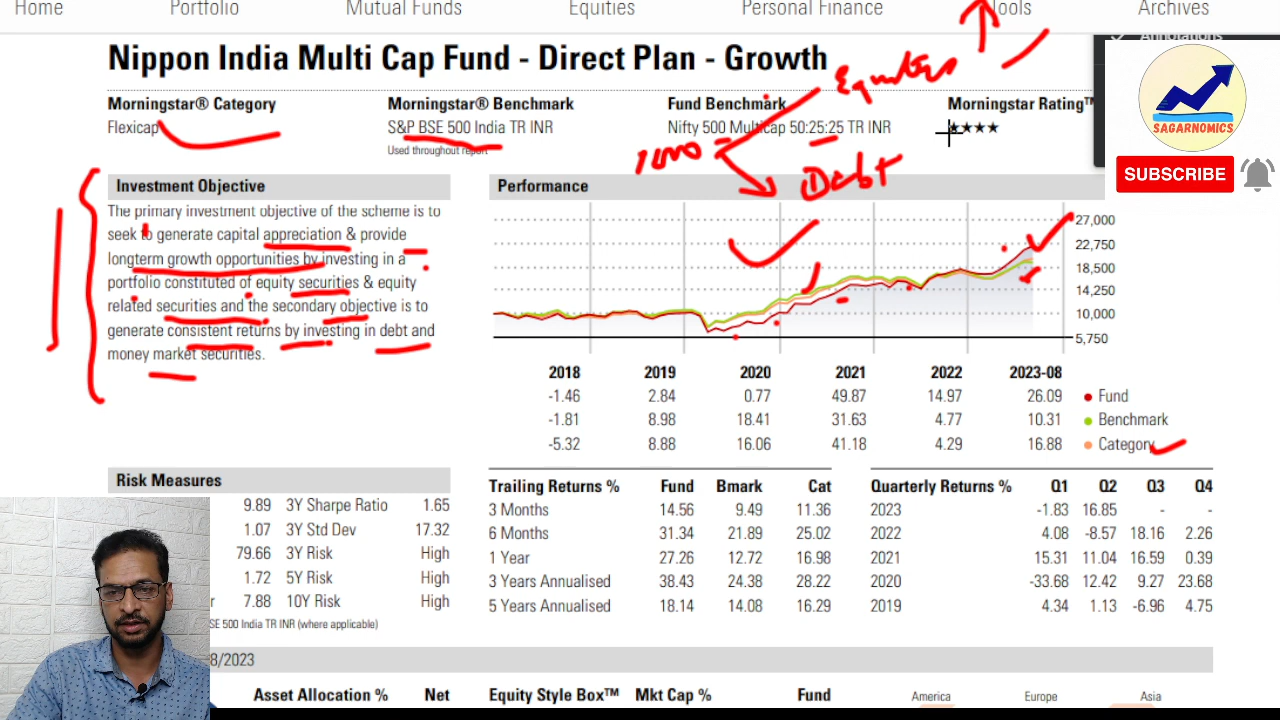 Home Portfolio Mutual Funds Equities Personal Finance Tools Archives
Annotations
Nippon India Multi Cap Fund - Direct Plan - Growth
Equities
SAGARNOMICS
SUBSCRIBE
Morningstar® Category Morningstar® Benchmark Fund Benchmark Morningstar Rating™
Flexicap S&P BSE 500 India TR INR Nifty 500 Multicap 50:25:25 TR INR ★★★★
Used throughout report
Debt
Investment Objective
The primary investment objective of the scheme is to
seek to generate capital appreciation & provide
longterm growth opportunities by investing in a
portfolio constituted of equity securities & equity
related securities and the secondary objective is to
generate consistent returns by investing in debt and
money market securities.
Performance
27,000
22,750
18,500
14,250
10,000
5,750
2018 2019 2020 2021 2022 2023-08
-1.46 2.84 0.77 49.87 14.97 26.09 Fund
-1.81 8.98 18.41 31.63 4.77 10.31 Benchmark
-5.32 8.88 16.06 41.18 4.29 16.88 Category
Risk Measures
9.89 3Y Sharpe Ratio 1.65
1.07 3Y Std Dev 17.32
79.66 3Y Risk High
1.72 5Y Risk High
r 7.88 10Y Risk High
SE 500 India TR INR (where applicable)
Trailing Returns % Fund Bmark Cat
3 Months 14.56 9.49 11.36
6 Months 31.34 21.89 25.02
1 Year 27.26 12.72 16.98
3 Years Annualised 38.43 24.38 28.22
5 Years Annualised 18.14 14.08 16.29
Quarterly Returns % Q1 Q2 Q3 Q4
2023 -1.83 16.85 - -
2022 4.08 -8.57 18.16 2.26
2021 15.31 11.04 16.59 0.39
2020 -33.68 12.42 9.27 23.68
2019 4.34 1.13 -6.96 4.75
8/2023
Asset Allocation % Net Equity Style Box™ Mkt Cap % Fund America Europe Asia